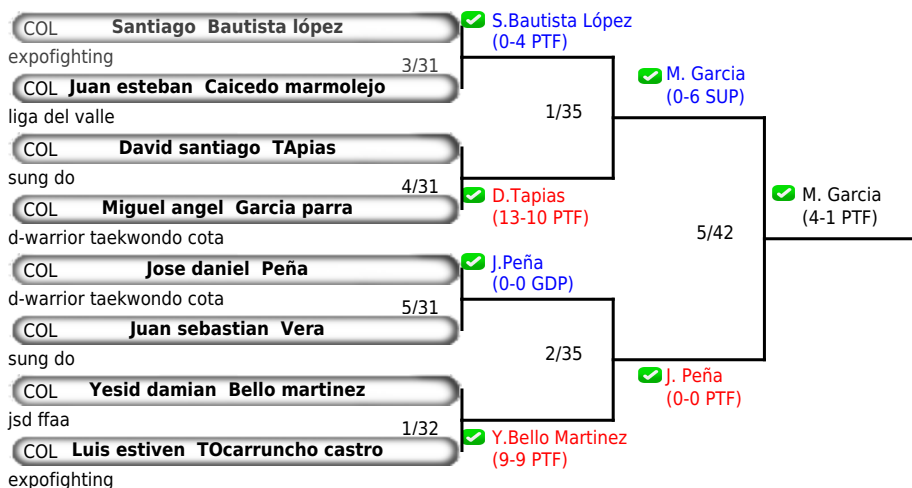 COL Santiago Bautista lópez
expofighting
3/31
COL Juan esteban Caicedo marmolejo
liga del valle
S.Bautista López
(0-4 PTF)
COL David santiago TApias
sung do
4/31
COL Miguel angel Garcia parra
d-warrior taekwondo cota
D.Tapias
(13-10 PTF)
COL Jose daniel Peña
d-warrior taekwondo cota
5/31
COL Juan sebastian Vera
sung do
J.Peña
(0-0 GDP)
COL Yesid damian Bello martinez
jsd ffaa
1/32
COL Luis estiven TOcarruncho castro
expofighting
Y.Bello Martinez
(9-9 PTF)
1/35
M. Garcia
(0-6 SUP)
2/35
J. Peña
(0-0 PTF)
5/42
M. Garcia
(4-1 PTF)